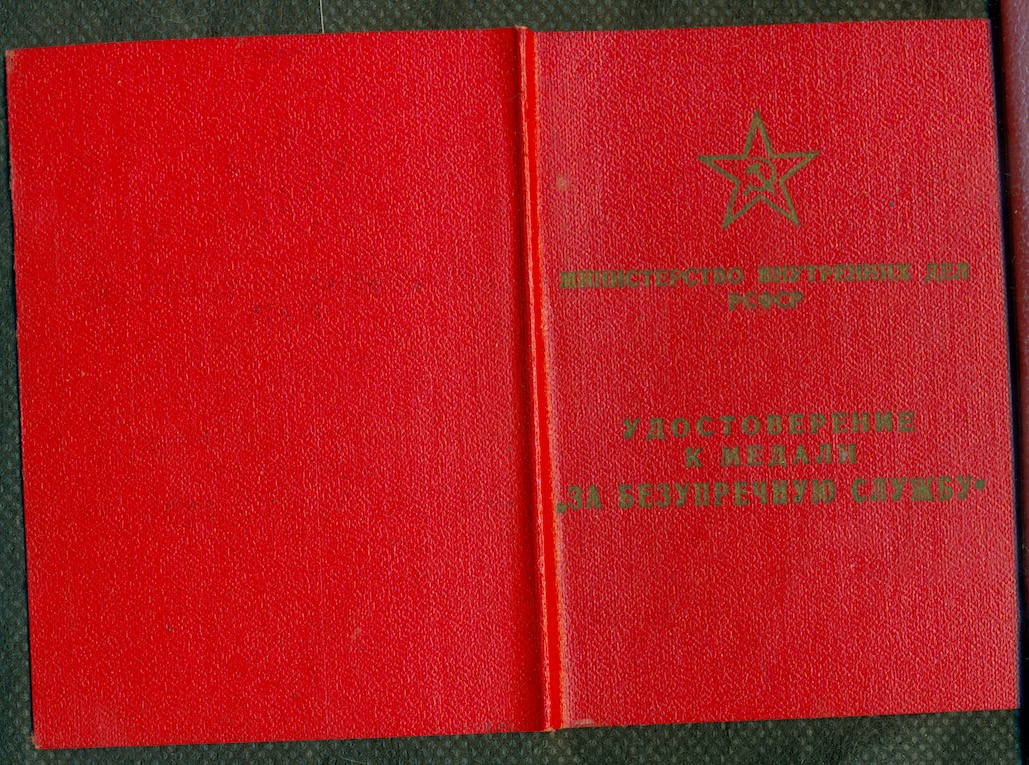 МИНИСТЕРСТВО ВНУТРЕННИХ ДЕЛ
РСФСР
УДОСТОВЕРЕНИЕ
К МЕДАЛИ
„ЗА БЕЗУПРЕЧНУЮ СЛУЖБУ“